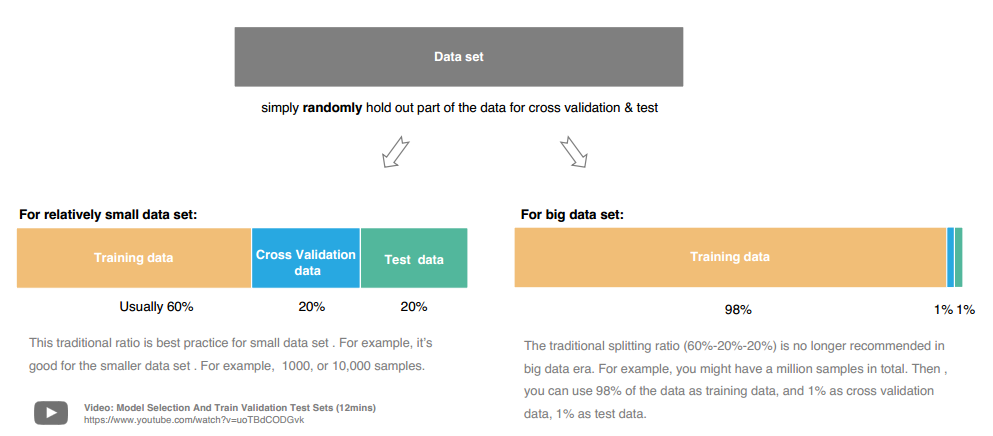 Data set
simply randomly hold out part of the data for cross validation & test
For relatively small data set:
Training data
Cross Validation
data
Test data
Usually 60%
20%
20%
This traditional ratio is best practice for small data set . For example, it's
good for the smaller data set . For example, 1000, or 10,000 samples.
Video: Model Selection And Train Validation Test Sets (12mins)
https://www.youtube.com/watch?v=uoTBdCODGvk
For big data set:
Training data
98%
1% 1%
The traditional splitting ratio (60%-20%-20%) is no longer recommended in
big data era. For example, you might have a million samples in total. Then ,
you can use 98% of the data as training data, and 1% as cross validation
data, 1% as test data.